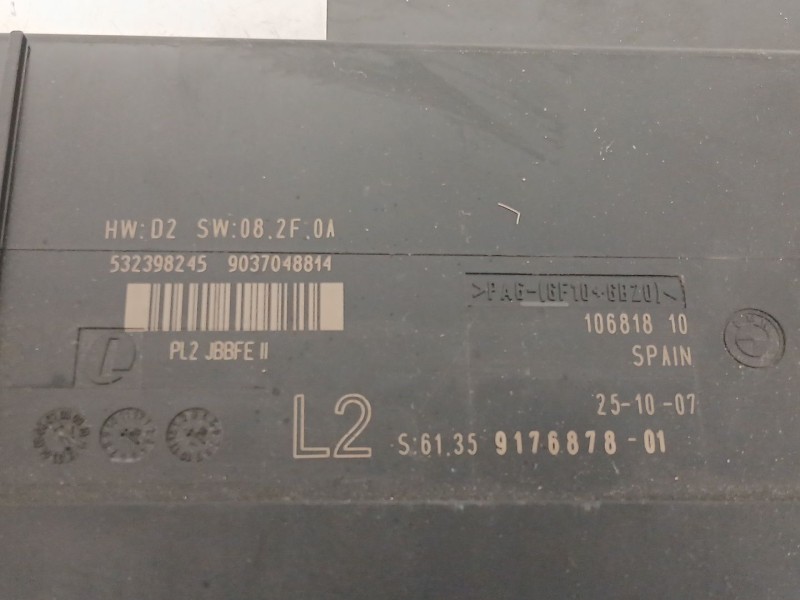 HW:D2 SW:08.2F.0A
532398245 9037048814
>PA6-(GF10+GB20)<
106818 10
PL2 JBBFE II
SPAIN
25-10-07
L2
S:61.35 9176878-01